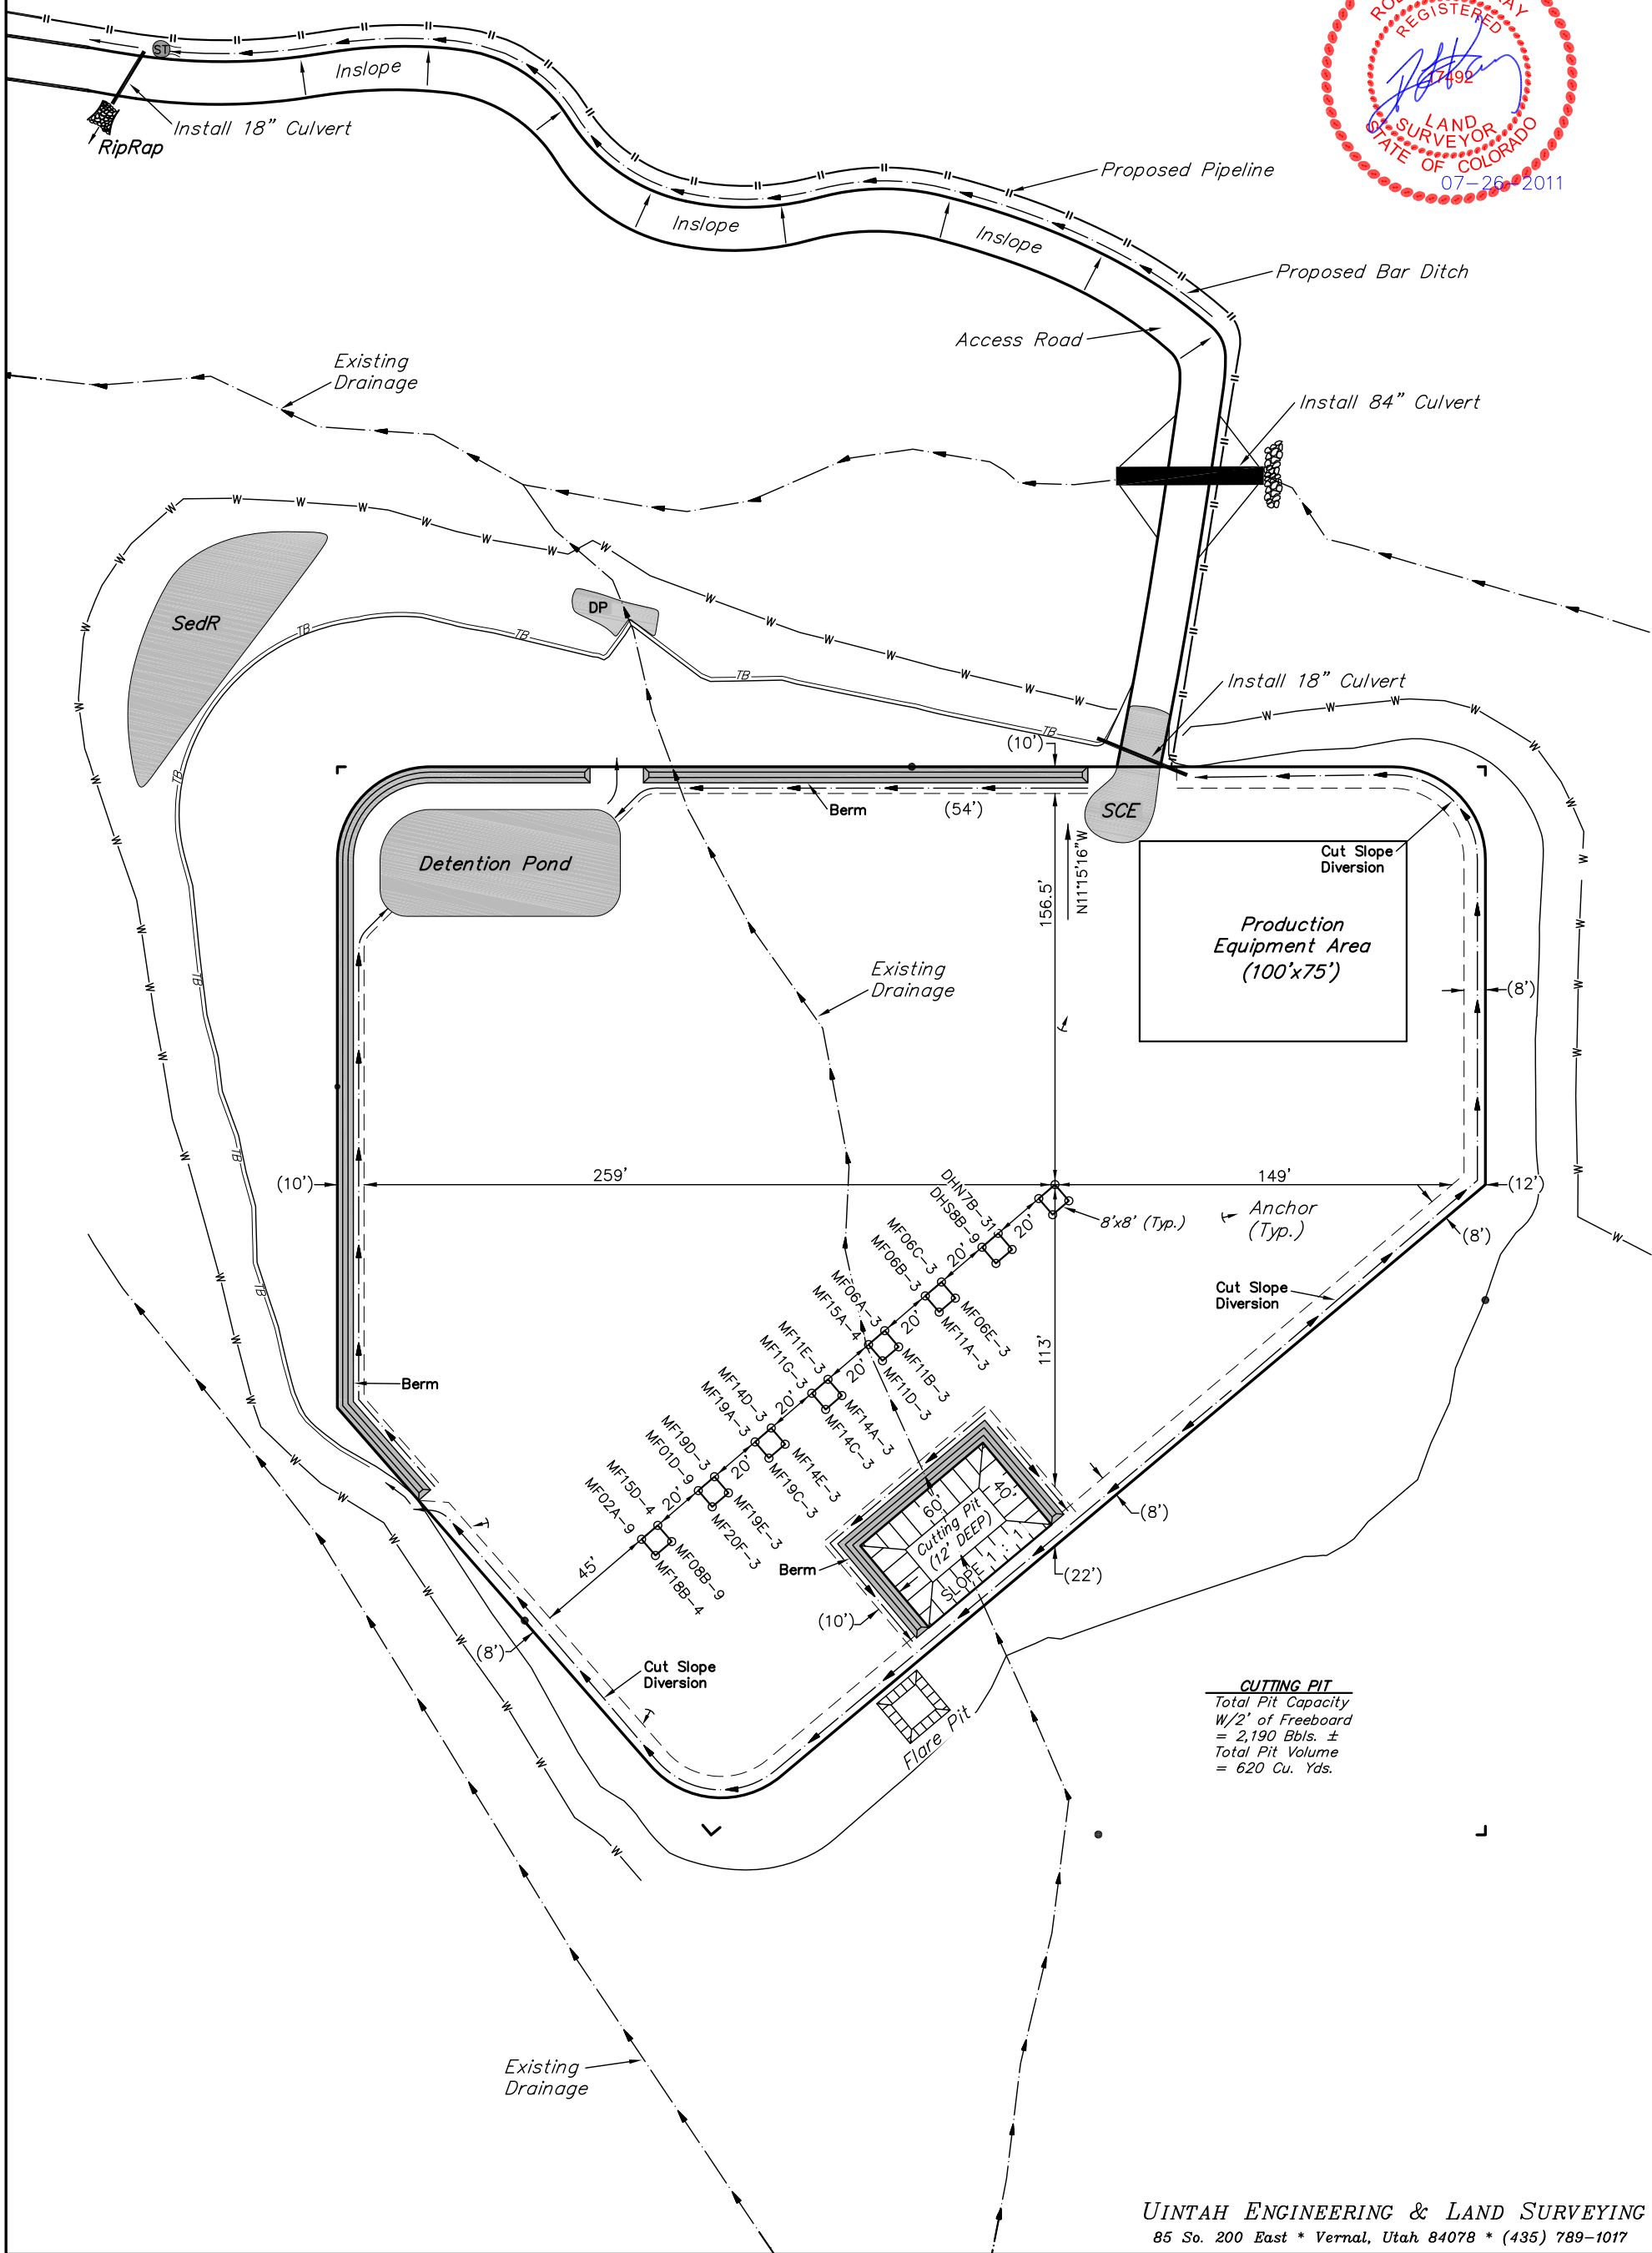 REGISTERED
17492
LAND
SURVEYOR
STATE OF COLORADO
07-26-2011
ST
Inslope
Install 18" Culvert
RipRap
Proposed Pipeline
Inslope
Inslope
Proposed Bar Ditch
Access Road
Existing
Drainage
Install 84" Culvert
SedR
DP
TB
TB
TB
TB
TB
TB
TB
TB
W
Install 18" Culvert
(10')
SCE
Berm
(54')
Detention Pond
156.5'
N11°15'16"W
Cut Slope
Diversion
Production
Equipment Area
(100'x75')
Existing
Drainage
(8')
(10')
259'
149'
(12')
8'x8' (Typ.)
Anchor
(Typ.)
(8')
DHN7B-31
DHS8B-9
20'
MF06C-3
MF06B-3
20'
MF06E-3
MF11A-3
MF06A-3
MF15A-4
20'
MF11B-3
MF11D-3
MF11E-3
MF11G-3
20'
MF14A-3
MF14C-3
MF14D-3
MF19A-3
20'
MF14E-3
MF19C-3
MF19D-3
MF01D-9
20'
MF19E-3
MF20F-3
MF15D-4
MF02A-9
20'
MF08B-9
MF18B-4
45'
113'
Cut Slope
Diversion
Berm
60'
40'
Cutting Pit
(12' DEEP)
SLOPE 1 : 1
Berm
(10')
(8')
(22')
(8')
Cut Slope
Diversion
Flare Pit
CUTTING PIT
Total Pit Capacity
W/2' of Freeboard
= 2,190 Bbls. ±
Total Pit Volume
= 620 Cu. Yds.
Existing
Drainage
UINTAH ENGINEERING & LAND SURVEYING
85 So. 200 East * Vernal, Utah 84078 * (435) 789-1017